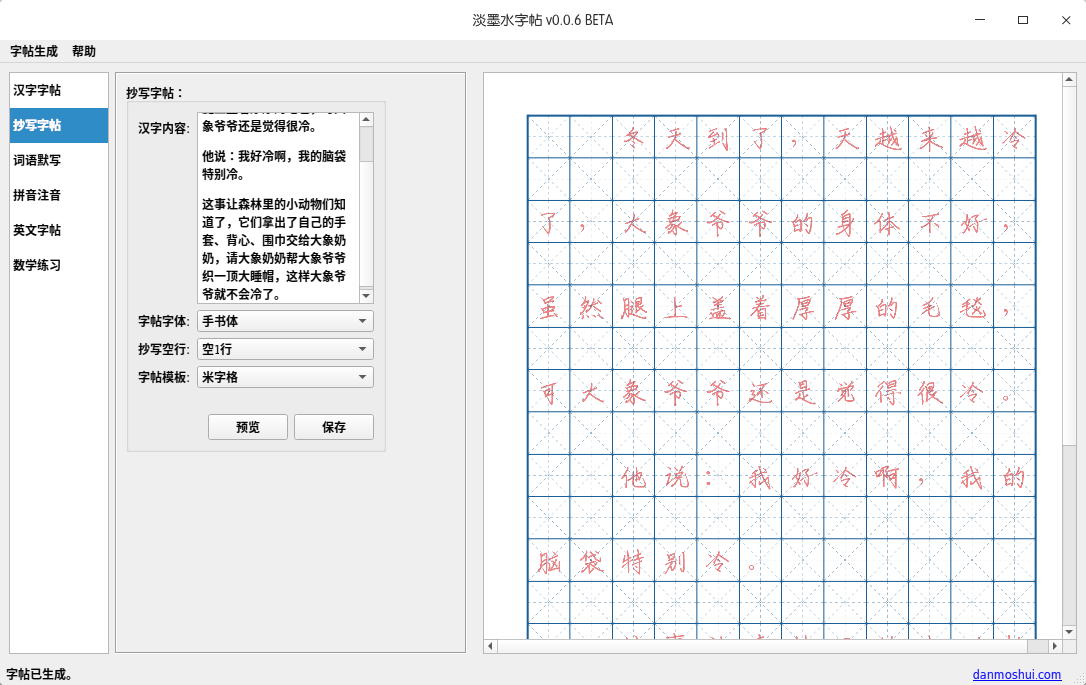 淡墨水字帖 v0.0.6 BETA
字帖生成 帮助
汉字字帖
抄写字帖
词语默写
拼音注音
英文字帖
数学练习
抄写字帖：
汉字内容:
象爷爷还是觉得很冷。
他说：我好冷啊，我的脑袋
特别冷。
这事让森林里的小动物们知
道了，它们拿出了自己的手
套、背心、围巾交给大象奶
奶，请大象奶奶帮大象爷爷
织一顶大睡帽，这样大象爷
爷就不会冷了。
字帖字体: 手书体
抄写空行: 空1行
字帖模板: 米字格
预览 保存
冬天到了，天越来越冷
了，大象爷爷的身体不好，
虽然腿上盖着厚厚的毛毯，
可大象爷爷还是觉得很冷。
他说：我好冷啊，我的
脑袋特别冷。
字帖已生成。
danmoshui.com